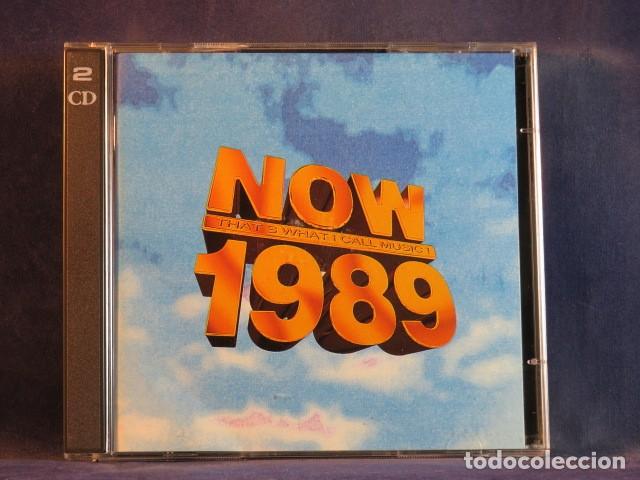 2
CD
NOW
THAT'S WHAT I CALL MUSIC!
1989
todocoleccion